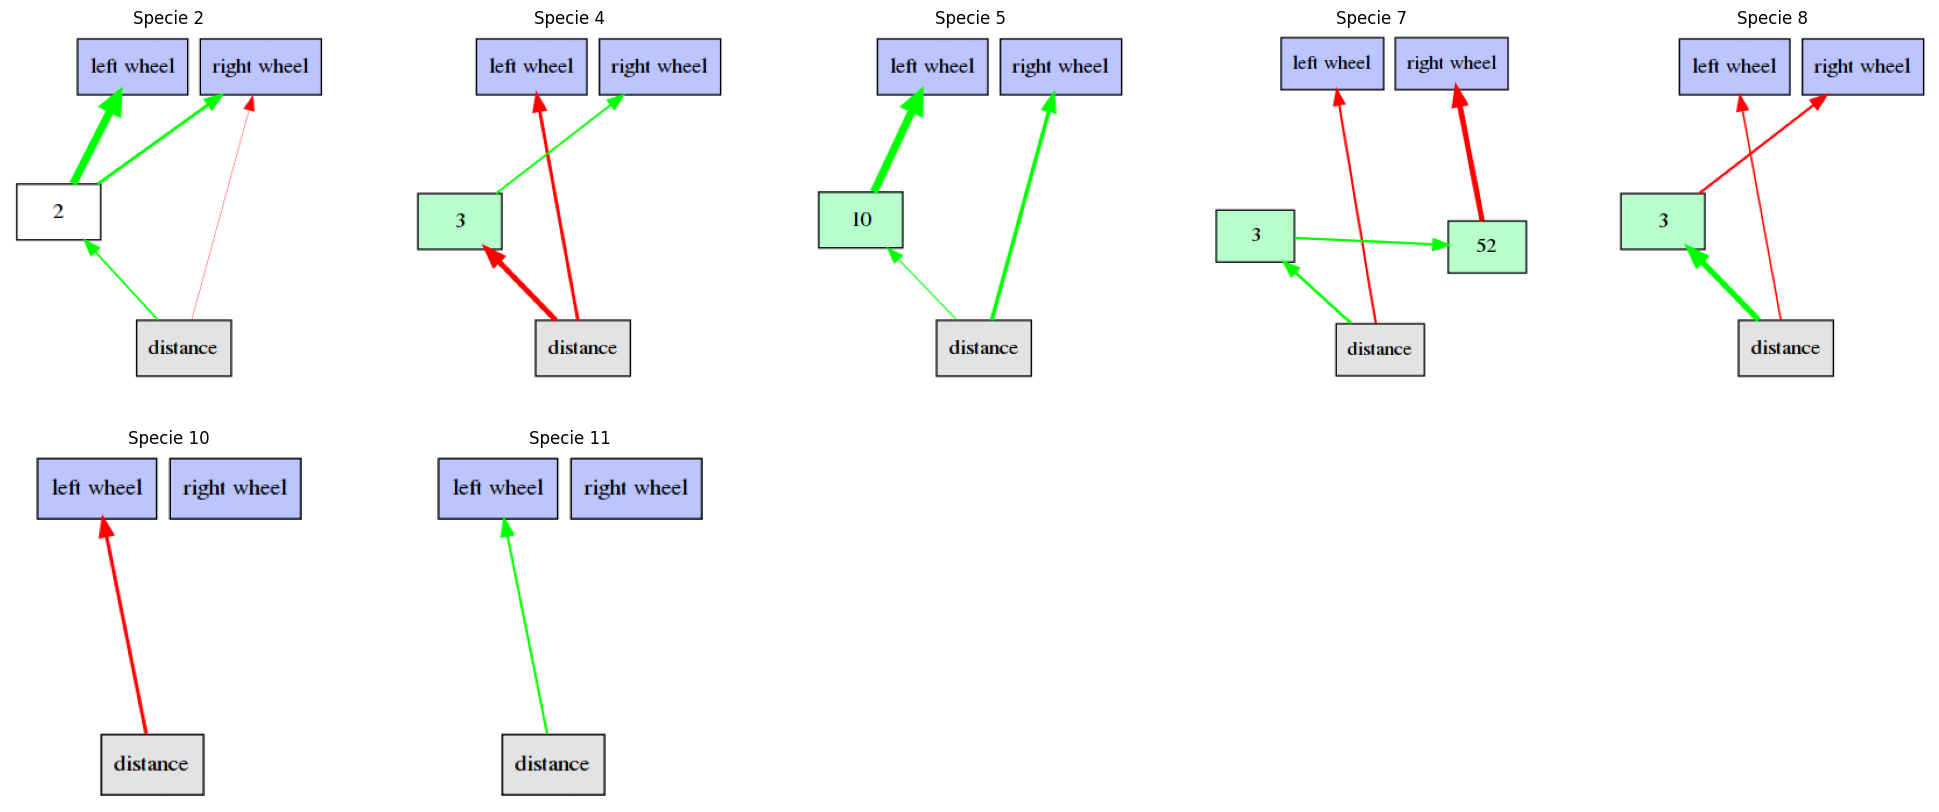 Specie 2
left wheel
right wheel
2
distance
Specie 4
left wheel
right wheel
3
distance
Specie 5
left wheel
right wheel
10
distance
Specie 7
left wheel
right wheel
3
52
distance
Specie 8
left wheel
right wheel
3
distance
Specie 10
left wheel
right wheel
distance
Specie 11
left wheel
right wheel
distance